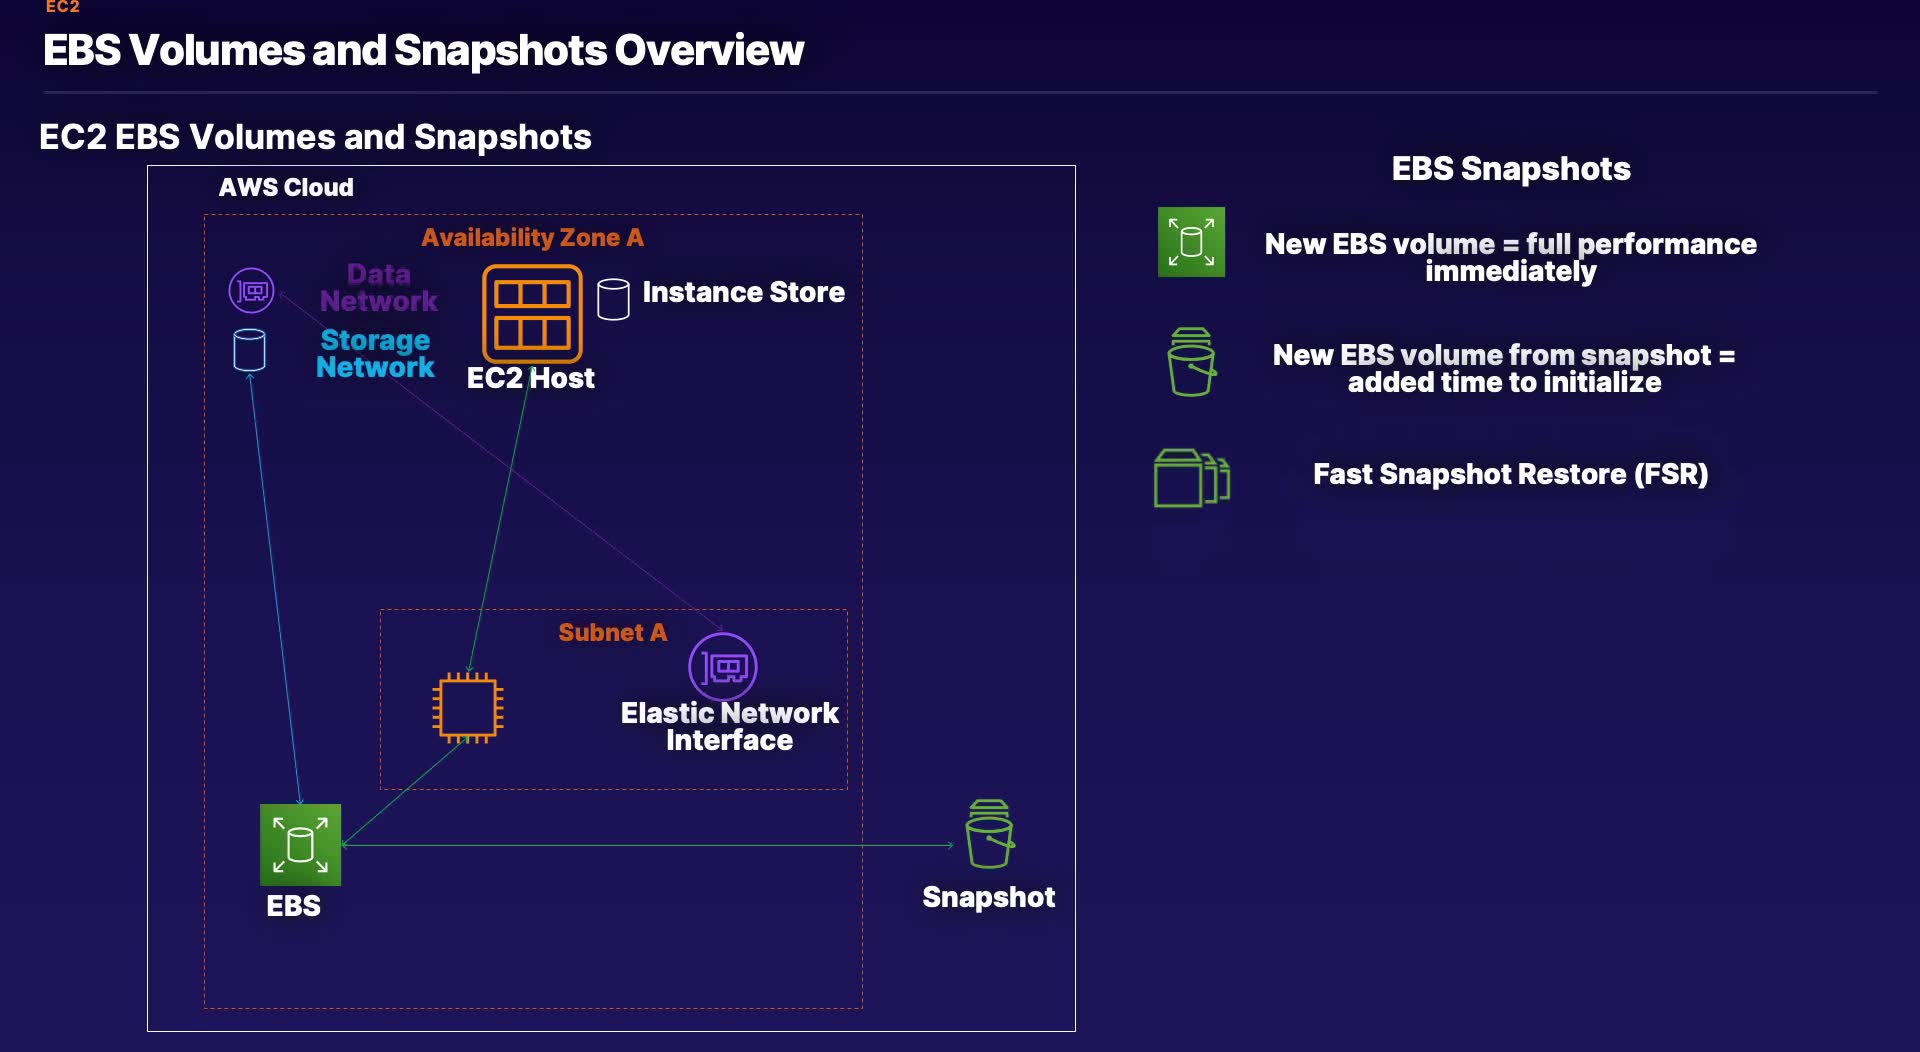 EC2
EBS Volumes and Snapshots Overview
EC2 EBS Volumes and Snapshots
AWS Cloud
Availability Zone A
Data
Network
Storage
Network
EC2 Host
Instance Store
Subnet A
Elastic Network
Interface
EBS
Snapshot
EBS Snapshots
New EBS volume = full performance
immediately
New EBS volume from snapshot =
added time to initialize
Fast Snapshot Restore (FSR)